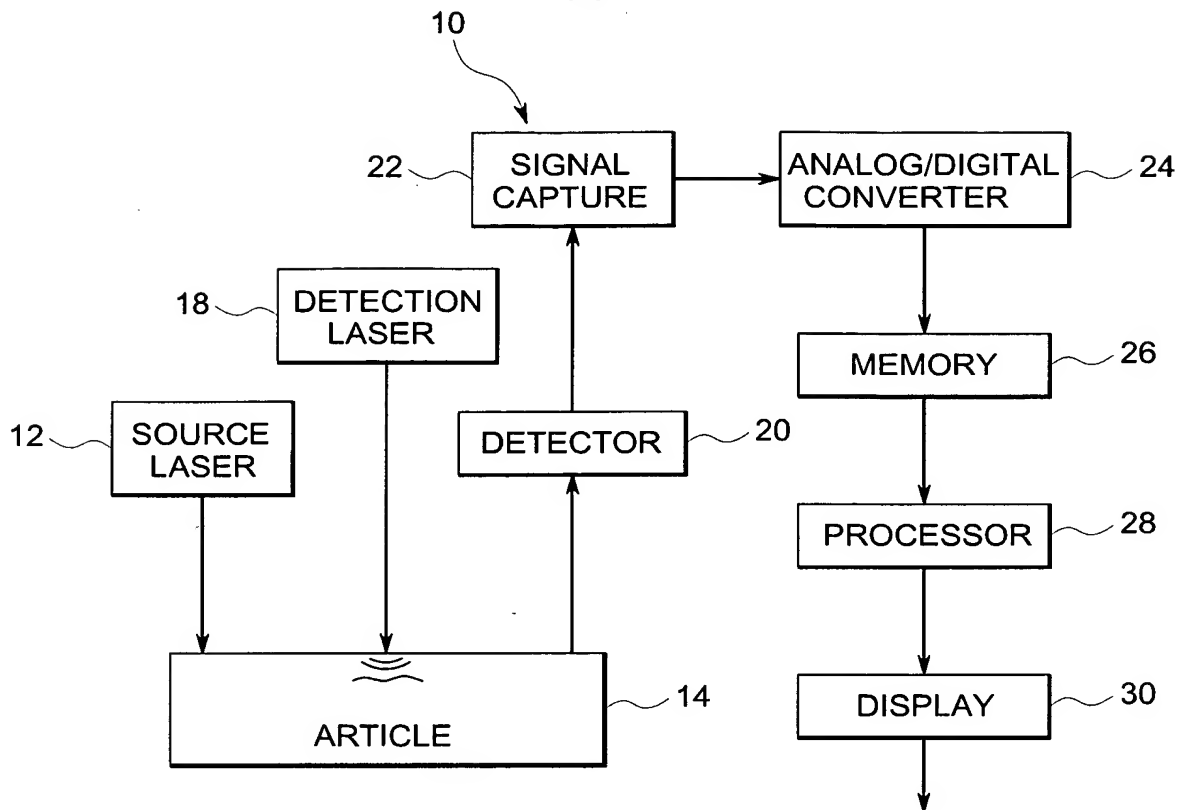 10
22
SIGNAL
CAPTURE
ANALOG/DIGITAL
CONVERTER
24
18
DETECTION
LASER
MEMORY
26
12
SOURCE
LASER
DETECTOR
20
PROCESSOR
28
ARTICLE
14
DISPLAY
30